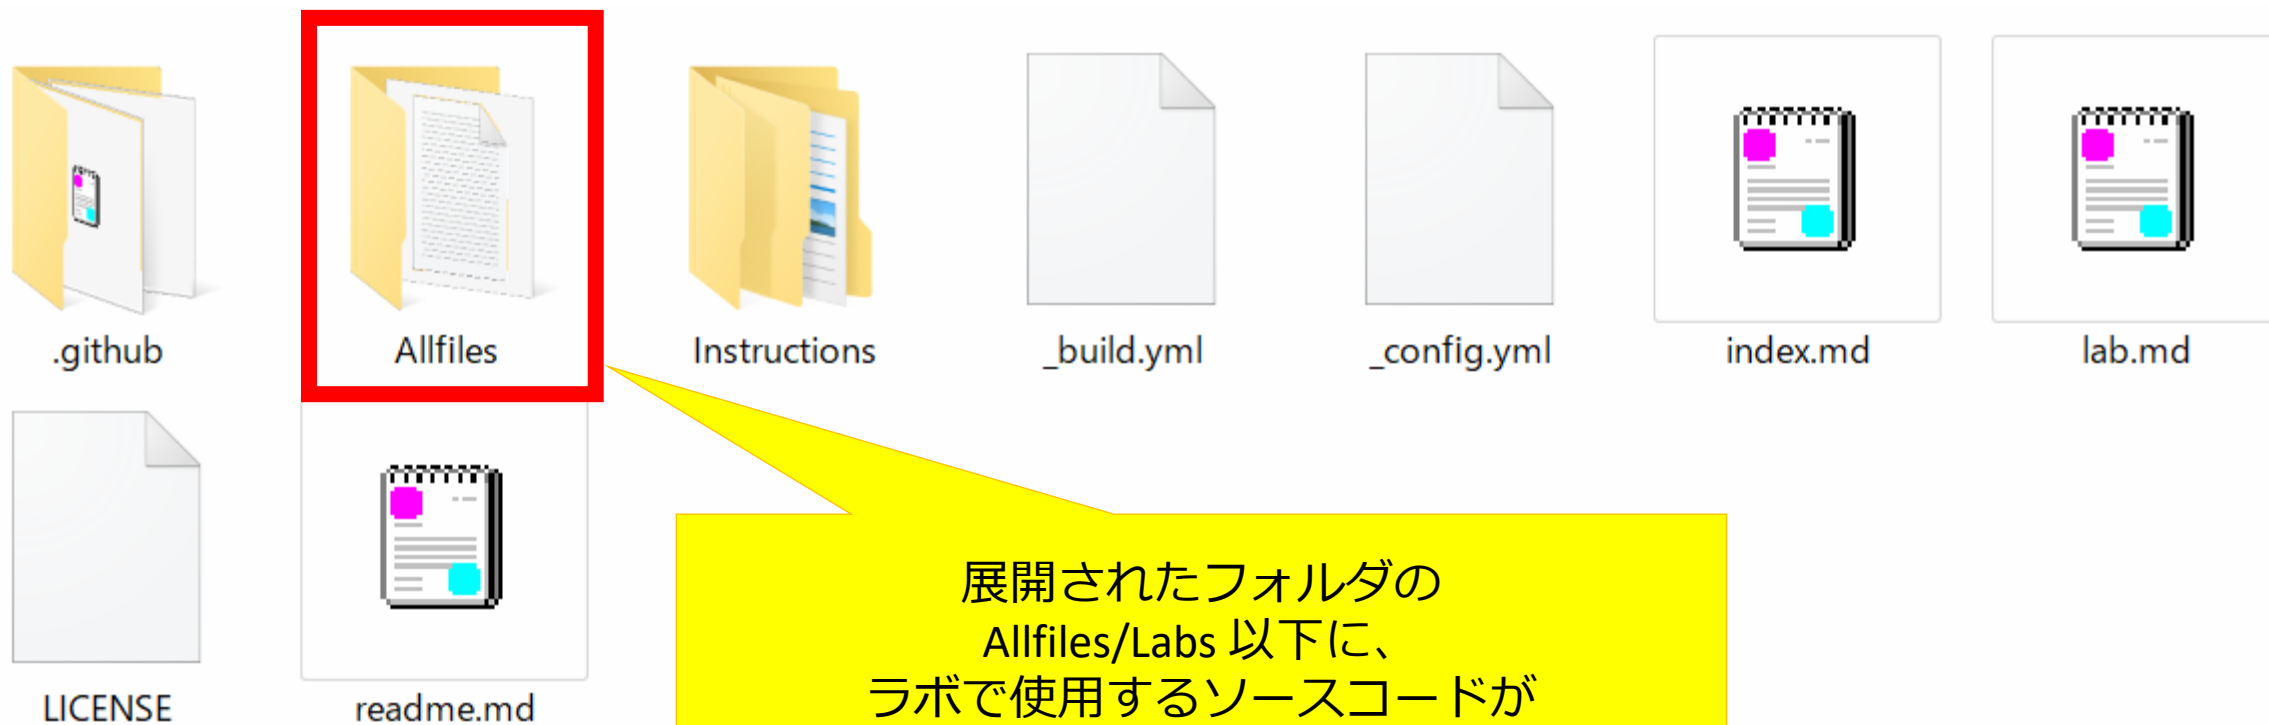 .github
Allfiles
Instructions
_build.yml
_config.yml
index.md
lab.md
LICENSE
readme.md
展開されたフォルダの
Allfiles/Labs 以下に、
ラボで使用するソースコードが